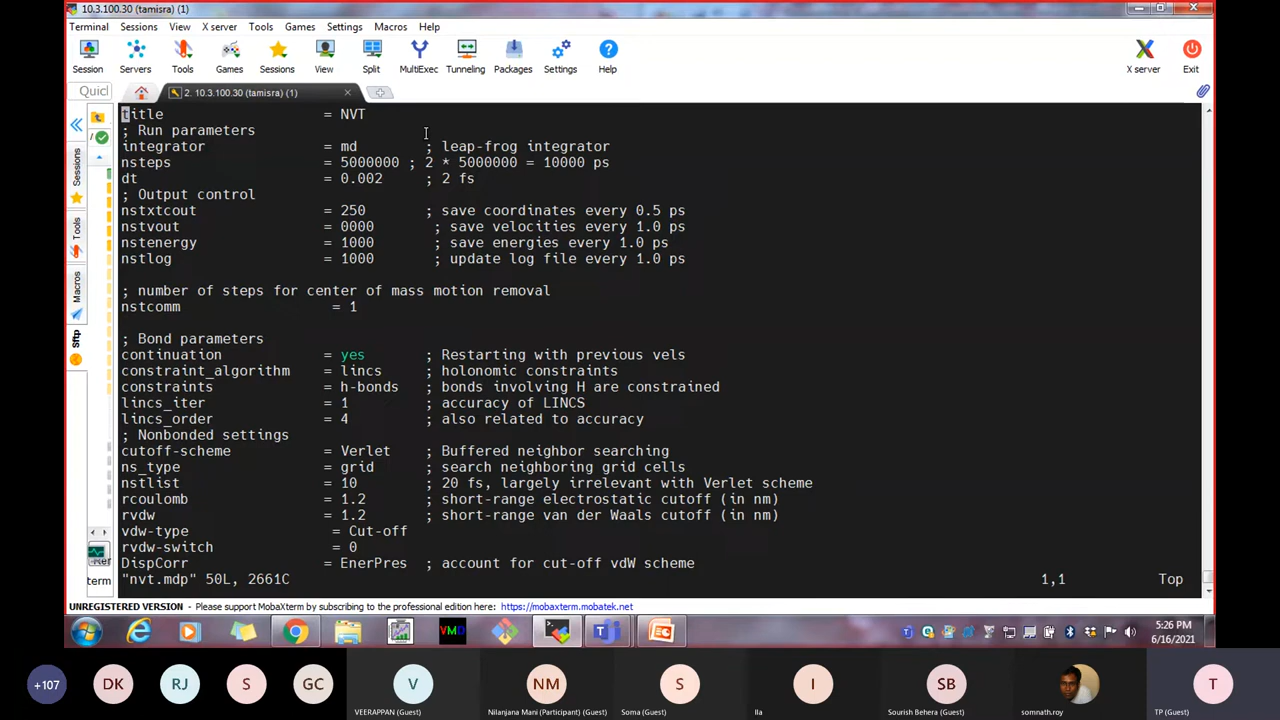 10.3.100.30 (tamisra) (1)
Terminal Sessions View X server Tools Games Settings Macros Help
Session Servers Tools Games Sessions View Split MultiExec Tunneling Packages Settings Help X server Exit
Quicl
2. 10.3.100.30 (tamisra) (1)
Sessions
Tools
Macros
Sftp
title = NVT
; Run parameters
integrator = md ; leap-frog integrator
nsteps = 5000000 ; 2 * 5000000 = 10000 ps
dt = 0.002 ; 2 fs
; Output control
nstxtcout = 250 ; save coordinates every 0.5 ps
nstvout = 0000 ; save velocities every 1.0 ps
nstenergy = 1000 ; save energies every 1.0 ps
nstlog = 1000 ; update log file every 1.0 ps
; number of steps for center of mass motion removal
nstcomm = 1
; Bond parameters
continuation = yes ; Restarting with previous vels
constraint_algorithm = lincs ; holonomic constraints
constraints = h-bonds ; bonds involving H are constrained
lincs_iter = 1 ; accuracy of LINCS
lincs_order = 4 ; also related to accuracy
; Nonbonded settings
cutoff-scheme = Verlet ; Buffered neighbor searching
ns_type = grid ; search neighboring grid cells
nstlist = 10 ; 20 fs, largely irrelevant with Verlet scheme
rcoulomb = 1.2 ; short-range electrostatic cutoff (in nm)
rvdw = 1.2 ; short-range van der Waals cutoff (in nm)
vdw-type = Cut-off
rvdw-switch = 0
DispCorr = EnerPres ; account for cut-off vdW scheme
"nvt.mdp" 50L, 2661C 1,1 Top
term
UNREGISTERED VERSION - Please support MobaXterm by subscribing to the professional edition here: https://mobaxterm.mobatek.net
VMD
5:26 PM
6/16/2021
+107 DK RJ S GC V NM S I SB T
VEERAPPAN (Guest) Nilanjana Mani (Participant) (Guest) Soma (Guest) Ila Sourish Behera (Guest) somnath.roy TP (Guest)